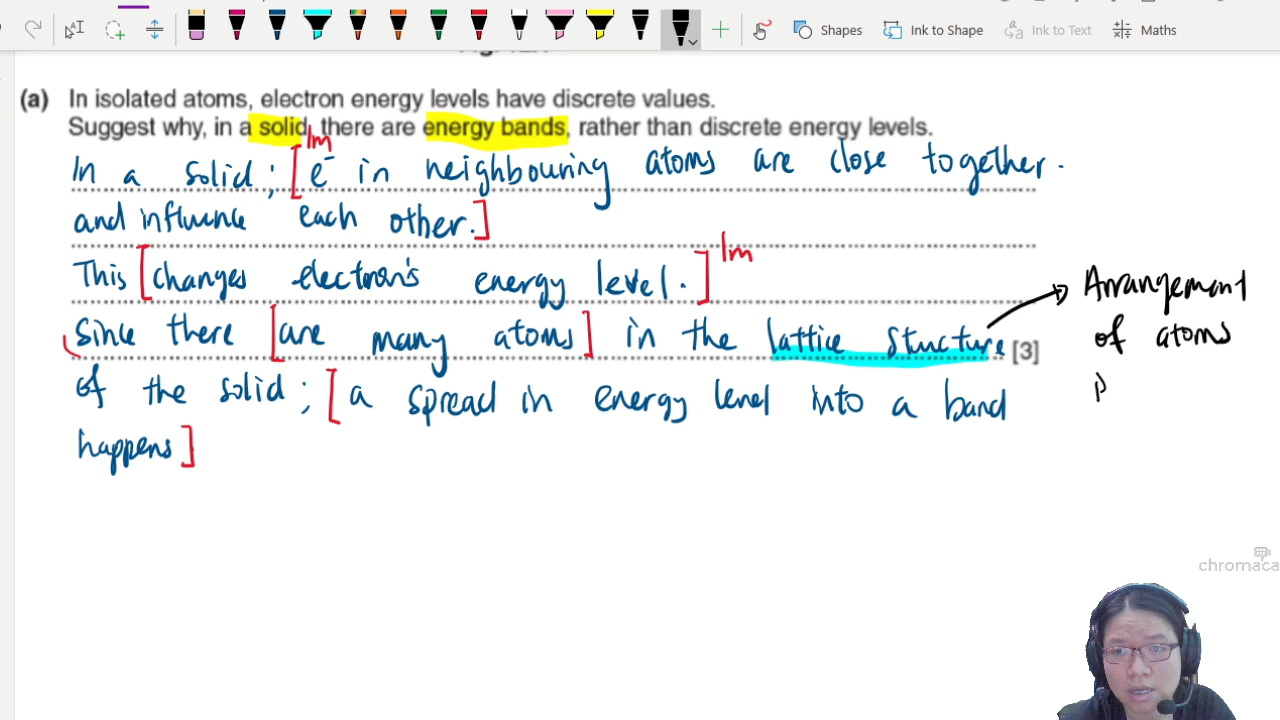 Shapes
Ink to Shape
Ink to Text
Maths
(a) In isolated atoms, electron energy levels have discrete values.
Suggest why, in a solid, there are energy bands, rather than discrete energy levels.
1m
In a solid; [e⁻ in neighbouring atoms are close together.
and influence each other.]
This [changes electron's energy level.] 1m
Since there [are many atoms] in the lattice structure [3]
of the solid; [a spread in energy level into a band
happens]
Arrangement
of atoms
chromaca